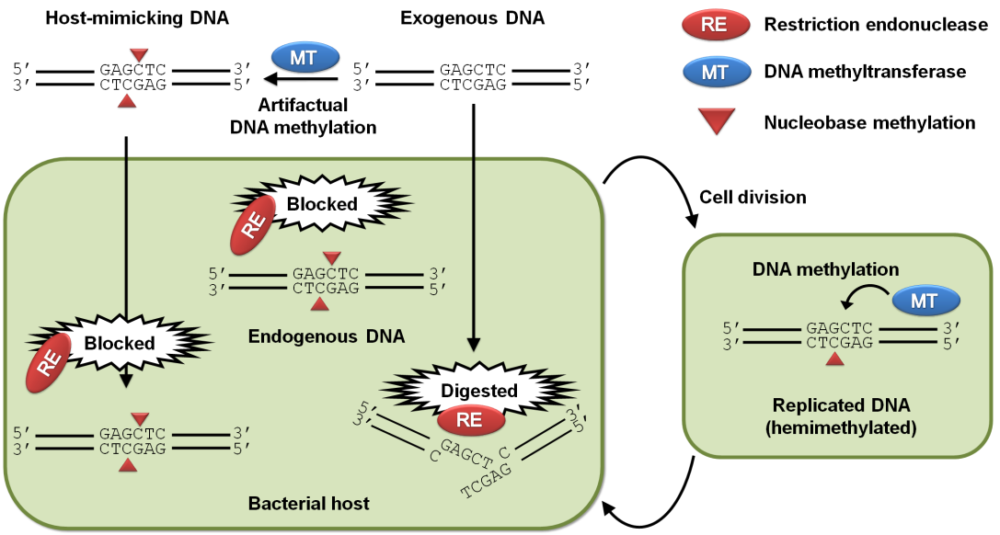 Host-mimicking DNA
5′ GAGCTC 3′
3′ CTCGAG 5′
MT
Artifactual
DNA methylation
Exogenous DNA
5′ GAGCTC 3′
3′ CTCGAG 5′
RE Restriction endonuclease
MT DNA methyltransferase
Nucleobase methylation
Blocked
RE
5′ GAGCTC 3′
3′ CTCGAG 5′
Endogenous DNA
Blocked
RE
5′ GAGCTC 3′
3′ CTCGAG 5′
Digested
RE
5′ GAGCT C 3′
3′ C TCGAG 5′
Bacterial host
Cell division
DNA methylation
MT
5′ GAGCTC 3′
3′ CTCGAG 5′
Replicated DNA
(hemimethylated)